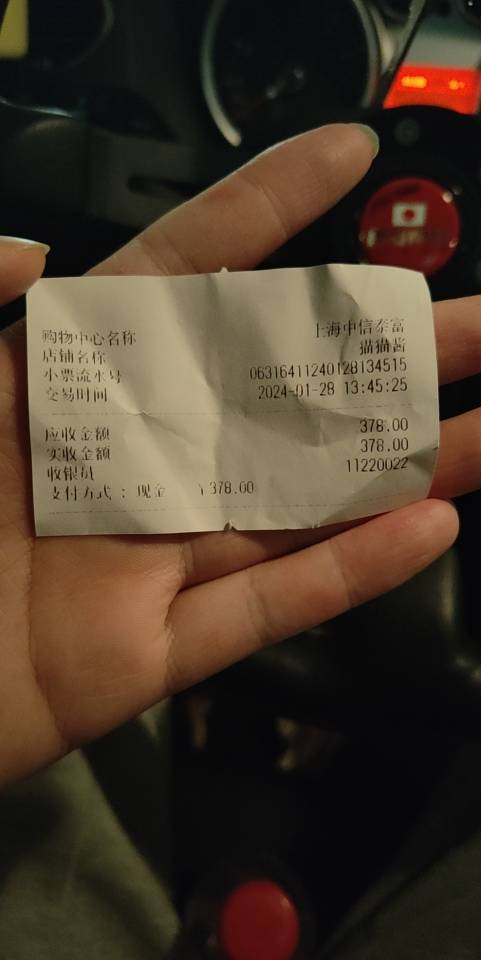 购物中心名称 上海中信泰富
店铺名称 猫猫酱
小票流水号 06316411240128134515
交易时间 2024-01-28 13:45:25
应收金额 378.00
实收金额 378.00
收银员 11220022
支付方式 : 现金 ¥378.00